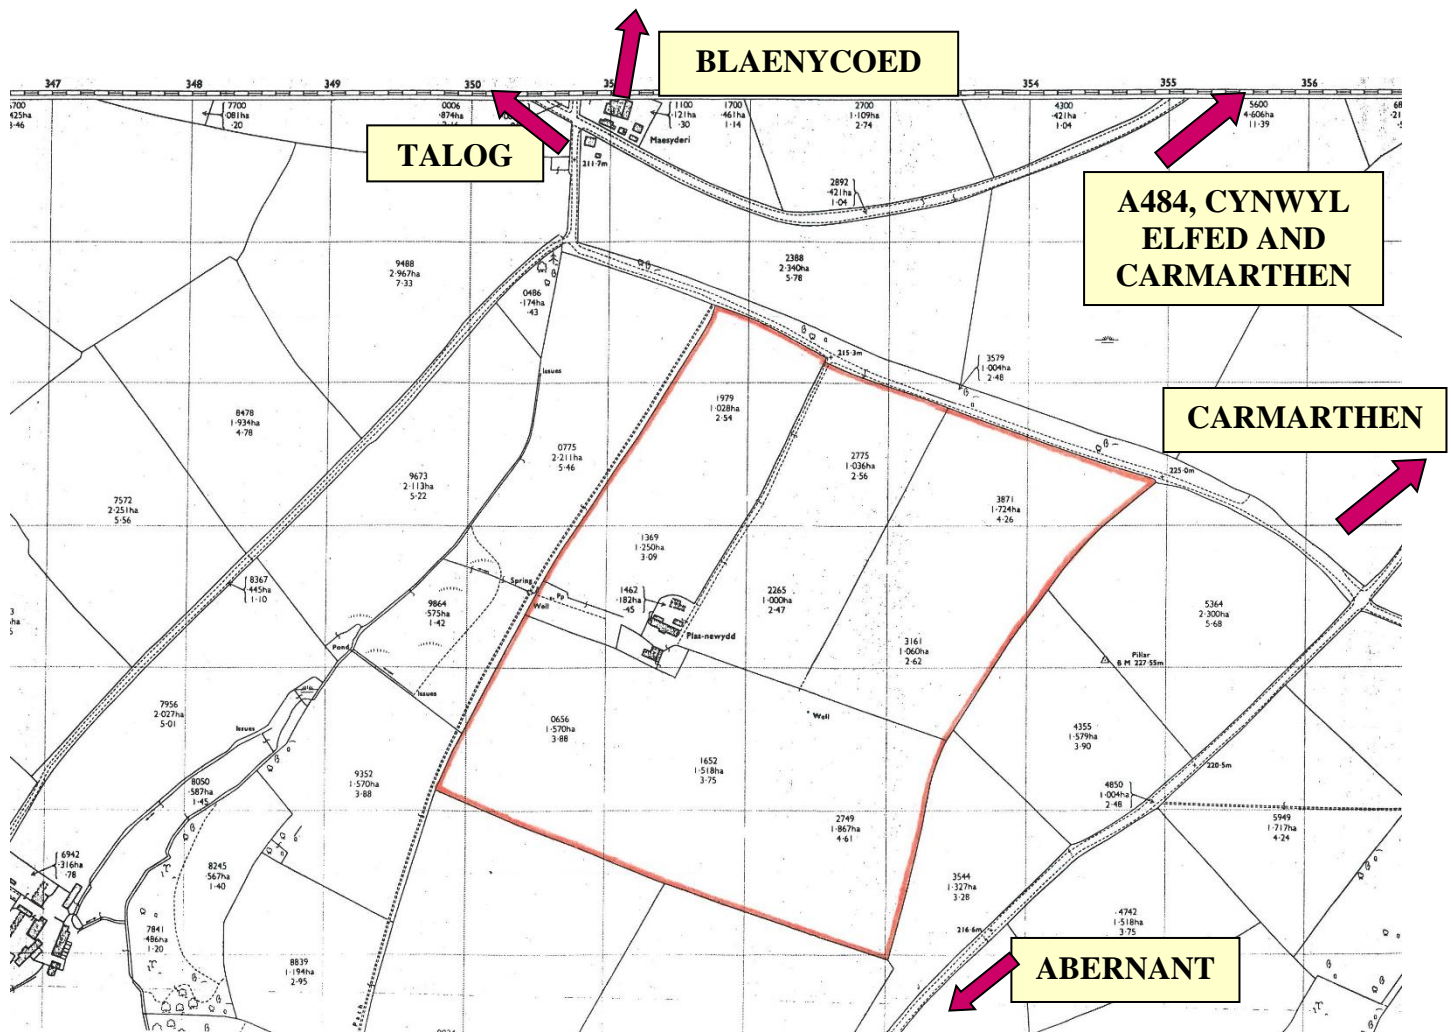 BLAENYCOED
347
348
349
350
35
354
355
356
7700
·081ha
·20
0006
·874ha
1100
·121ha
·30
1700
·461ha
1·14
2700
1·109ha
2·74
4300
·421ha
1·04
5600
4·606ha
11·39
TALOG
Maesyderi
211·7m
2892
·421ha
1·04
A484, CYNWYL
ELFED AND
CARMARTHEN
9488
2·967ha
7·33
0486
·174ha
·43
2388
2·340ha
5·78
215·3m
3579
1·004ha
2·48
Issues
8478
1·934ha
4·78
1979
1·028ha
2·54
CARMARTHEN
0775
2·211ha
5·46
2775
1·036ha
2·56
225·0m
9673
2·113ha
5·22
7572
2·251ha
5·56
3871
1·724ha
4·26
1369
1·250ha
3·09
8367
·445ha
1·10
Spring
Pp
Well
1462
·182ha
·45
2265
1·000ha
2·47
9864
·575ha
1·42
5364
2·300ha
5·68
Plas-newydd
3161
1·060ha
2·62
Pond
Pillar
B M 227·55m
Issues
7956
2·027ha
5·01
Issues
0656
1·570ha
3·88
Well
4355
1·579ha
3·90
1652
1·518ha
3·75
220·5m
9352
1·570ha
3·88
8050
·587ha
1·45
4850
1·004ha
2·48
2749
1·867ha
4·61
5949
1·717ha
4·24
6942
·316ha
·78
8245
·567ha
1·40
3544
1·327ha
3·28
4742
1·518ha
3·75
7841
·486ha
1·20
216·6m
8839
1·194ha
2·95
ABERNANT